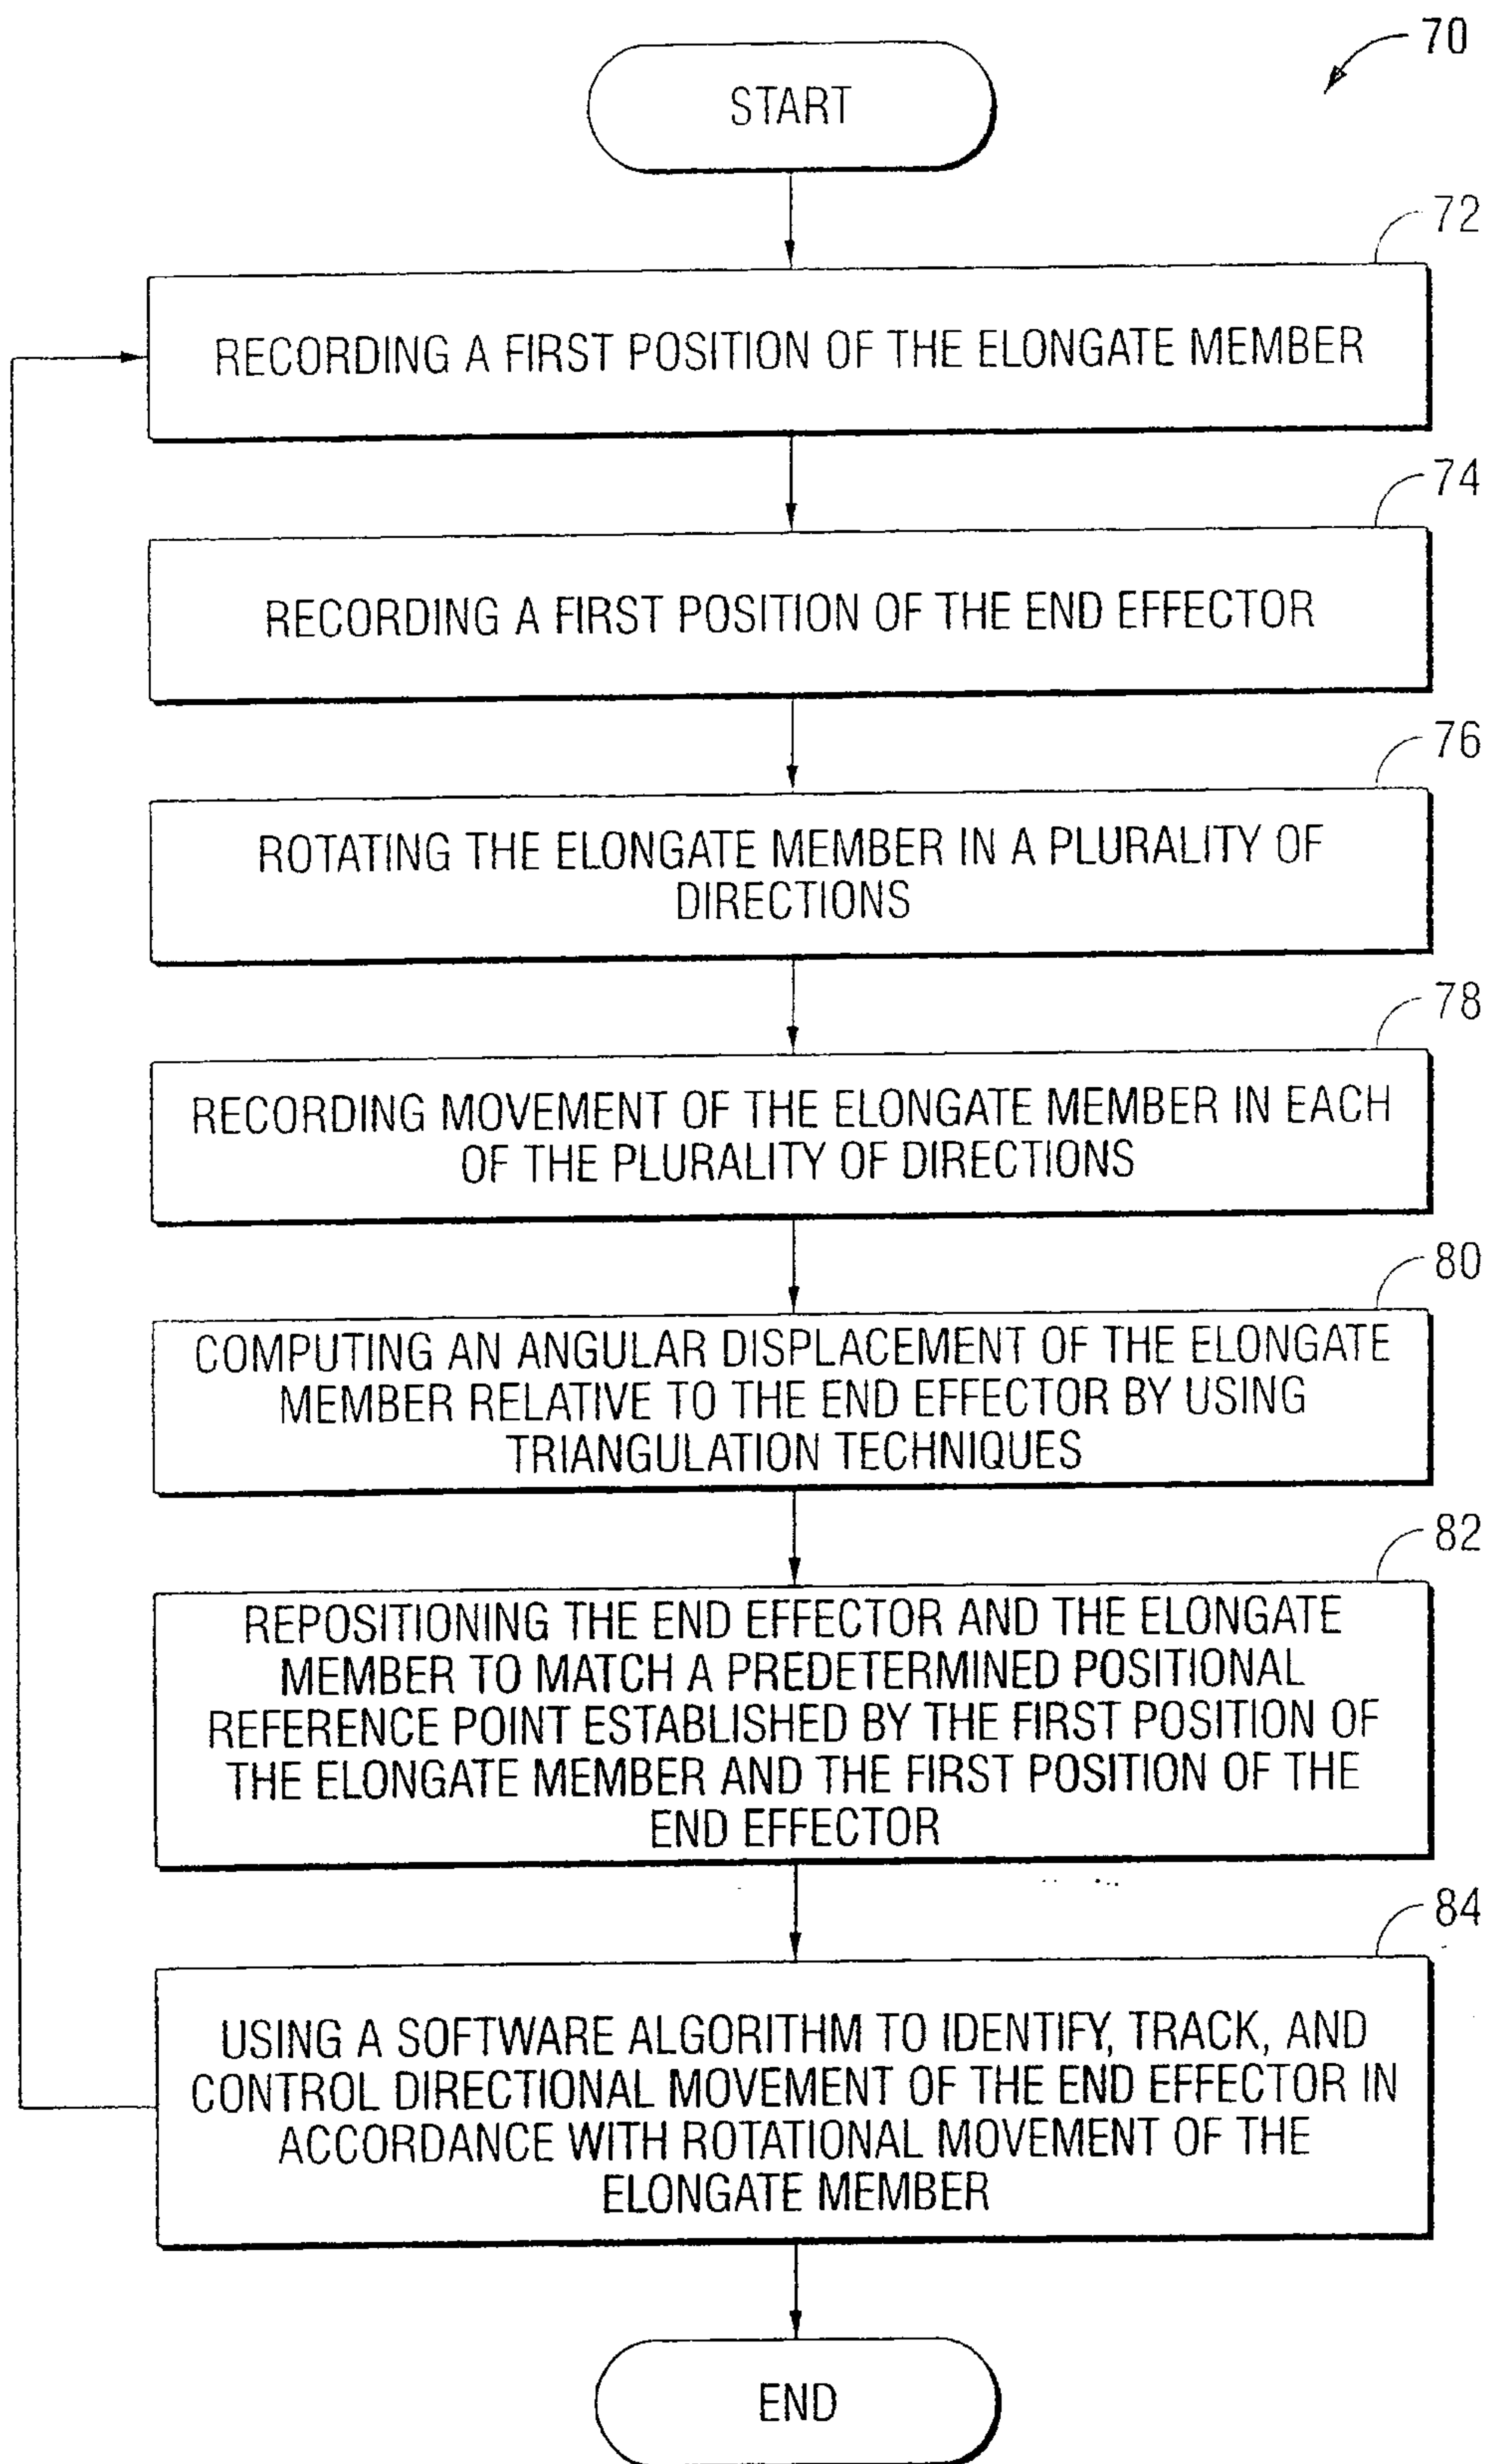 70
START
72
RECORDING A FIRST POSITION OF THE ELONGATE MEMBER
74
RECORDING A FIRST POSITION OF THE END EFFECTOR
76
ROTATING THE ELONGATE MEMBER IN A PLURALITY OF
DIRECTIONS
78
RECORDING MOVEMENT OF THE ELONGATE MEMBER IN EACH
OF THE PLURALITY OF DIRECTIONS
80
COMPUTING AN ANGULAR DISPLACEMENT OF THE ELONGATE
MEMBER RELATIVE TO THE END EFFECTOR BY USING
TRIANGULATION TECHNIQUES
82
REPOSITIONING THE END EFFECTOR AND THE ELONGATE
MEMBER TO MATCH A PREDETERMINED POSITIONAL
REFERENCE POINT ESTABLISHED BY THE FIRST POSITION OF
THE ELONGATE MEMBER AND THE FIRST POSITION OF THE
END EFFECTOR
84
USING A SOFTWARE ALGORITHM TO IDENTIFY, TRACK, AND
CONTROL DIRECTIONAL MOVEMENT OF THE END EFFECTOR IN
ACCORDANCE WITH ROTATIONAL MOVEMENT OF THE
ELONGATE MEMBER
END